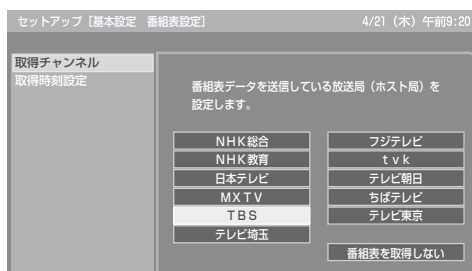 セットアップ［基本設定　番組表設定］　4/21（木）午前9:20
取得チャンネル
取得時刻設定
番組表データを送信している放送局（ホスト局）を
設定します。
ＮＨＫ総合　フジテレビ
ＮＨＫ教育　ｔｖｋ
日本テレビ　テレビ朝日
ＭＸＴＶ　ちばテレビ
ＴＢＳ　テレビ東京
テレビ埼玉
番組表を取得しない